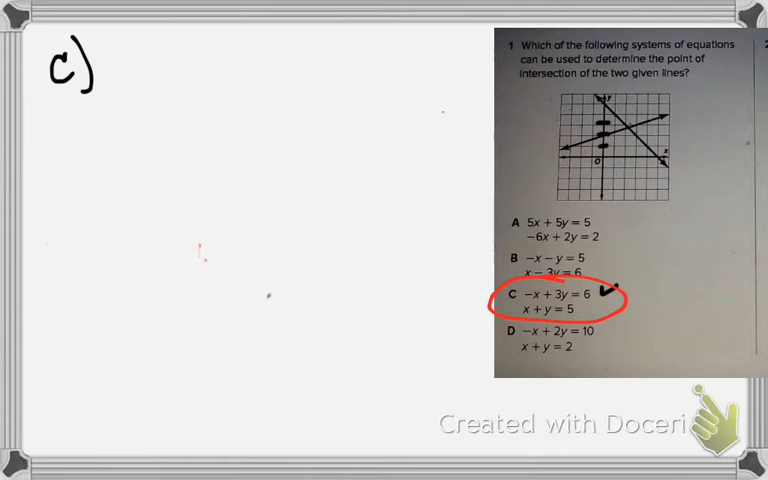 C)
1 Which of the following systems of equations
can be used to determine the point of
intersection of the two given lines?
y
x
O
A 5x + 5y = 5
−6x + 2y = 2
B −x − y = 5
x − 3y = 6
C −x + 3y = 6
x + y = 5
D −x + 2y = 10
x + y = 2
2
Created with Doceri